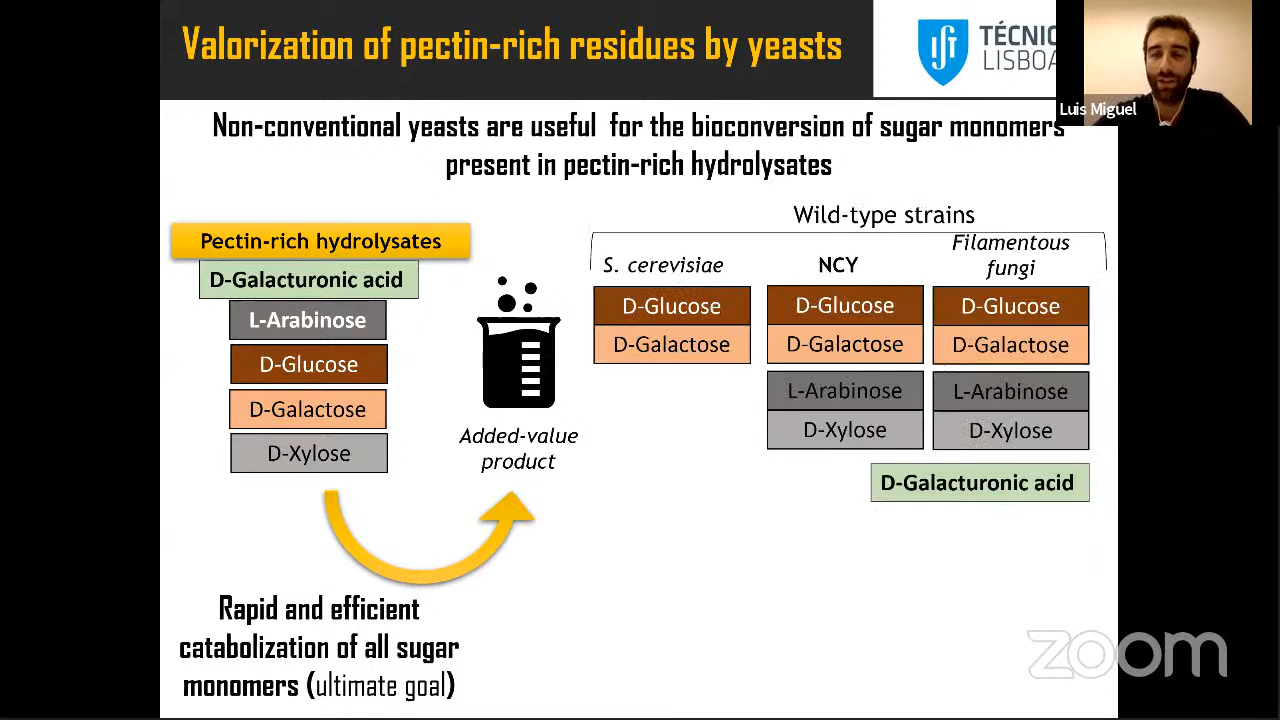 Valorization of pectin-rich residues by yeasts
TÉCNICO
LISBOA
Luis Miguel
Non-conventional yeasts are useful for the bioconversion of sugar monomers
present in pectin-rich hydrolysates
Pectin-rich hydrolysates
D-Galacturonic acid
L-Arabinose
D-Glucose
D-Galactose
D-Xylose
Added-value
product
Rapid and efficient
catabolization of all sugar
monomers (ultimate goal)
Wild-type strains
S. cerevisiae
D-Glucose
D-Galactose
NCY
D-Glucose
D-Galactose
L-Arabinose
D-Xylose
Filamentous
fungi
D-Glucose
D-Galactose
L-Arabinose
D-Xylose
D-Galacturonic acid
zoom